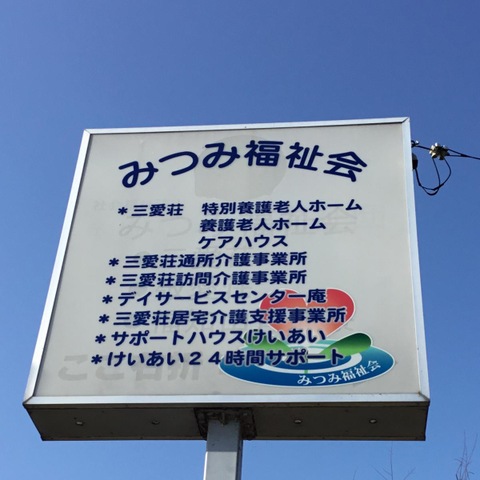 みつみ福祉会
＊三愛荘 特別養護老人ホーム
養護老人ホーム
ケアハウス
＊三愛荘通所介護事業所
＊三愛荘訪問介護事業所
＊デイサービスセンター庵
＊三愛荘居宅介護支援事業所
＊サポートハウスけいあい
＊けいあい２４時間サポート
みつみ福祉会